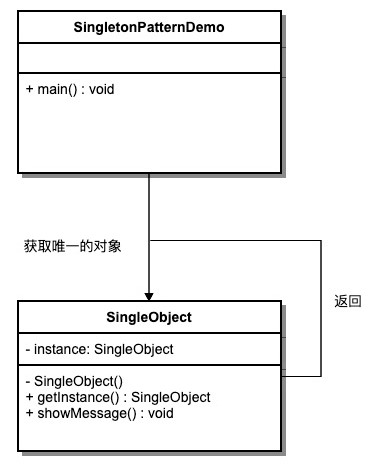 SingletonPatternDemo
+ main() : void
获取唯一的对象
返回
SingleObject
- instance: SingleObject
- SingleObject()
+ getInstance() : SingleObject
+ showMessage() : void